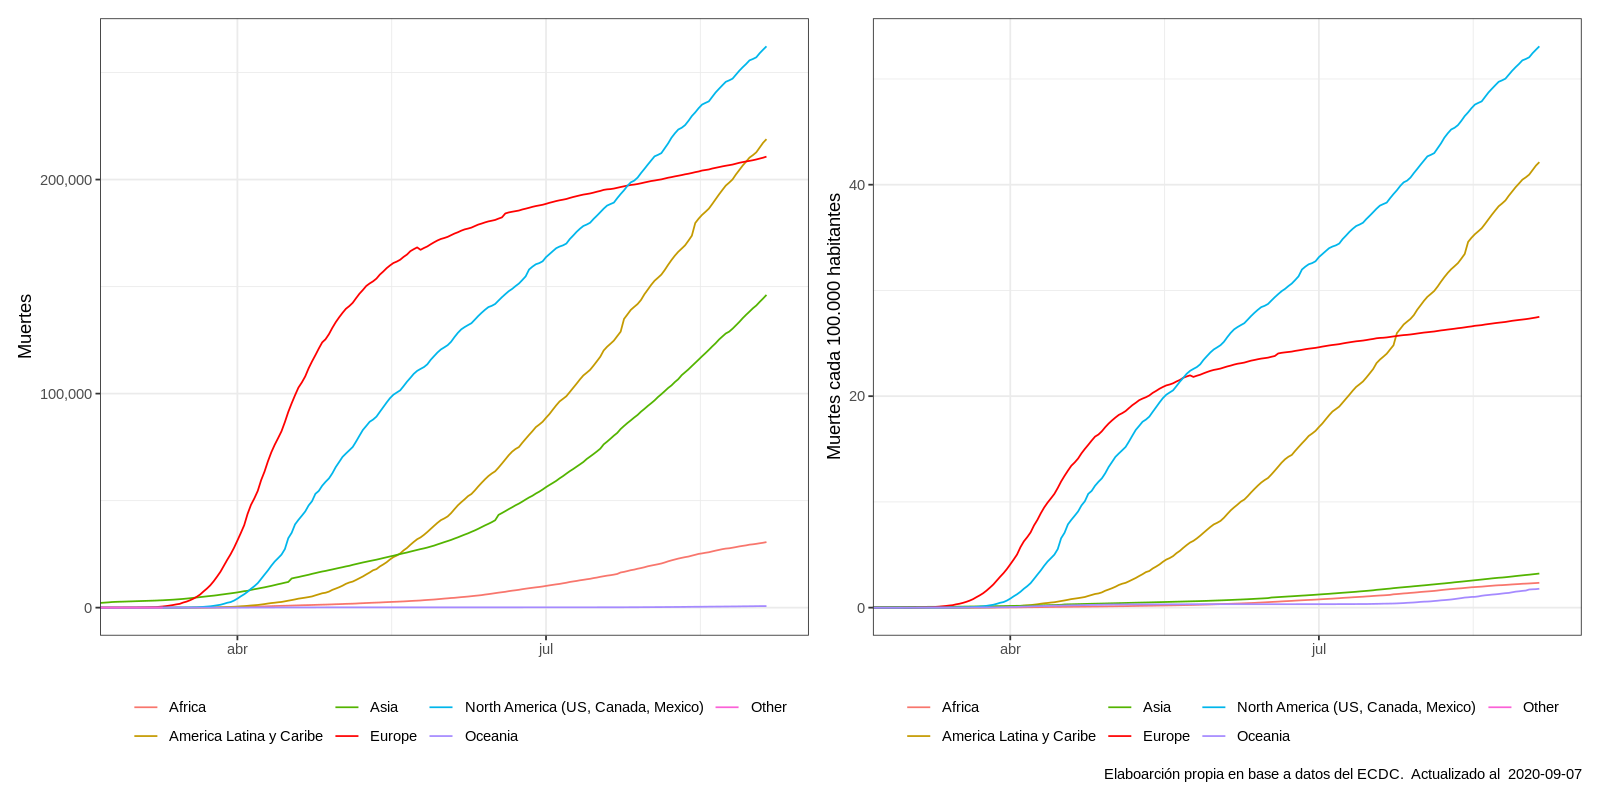 Muertes
200,000
100,000
0
abr
jul
Muertes cada 100.000 habitantes
40
20
0
abr
jul
Africa
Asia
North America (US, Canada, Mexico)
Other
America Latina y Caribe
Europe
Oceania
Africa
Asia
North America (US, Canada, Mexico)
Other
America Latina y Caribe
Europe
Oceania
Elaboarción propia en base a datos del ECDC.  Actualizado al  2020-09-07